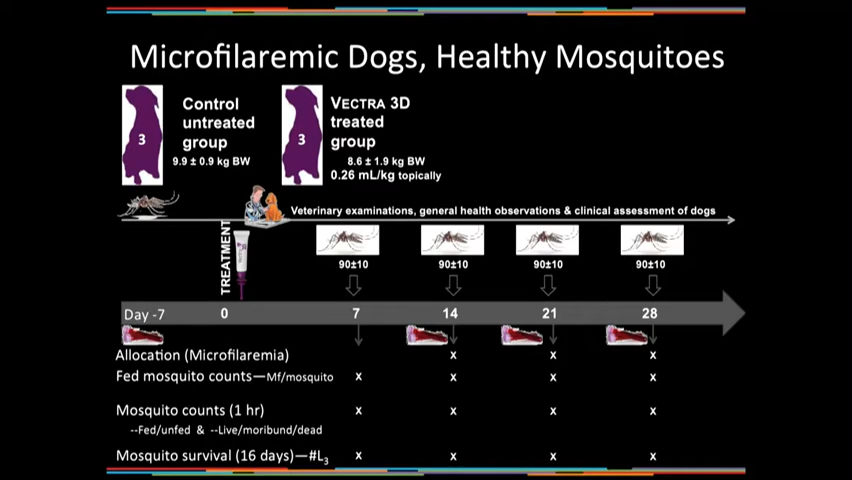 Microfilaremic Dogs, Healthy Mosquitoes
3
Control
untreated
group
9.9 ± 0.9 kg BW
3
VECTRA 3D
treated
group
8.6 ± 1.9 kg BW
0.26 mL/kg topically
Veterinary examinations, general health observations & clinical assessment of dogs
TREATMENT
90±10 90±10 90±10 90±10
Day -7 0 7 14 21 28
Allocation (Microfilaremia) x x x
Fed mosquito counts—Mf/mosquito x x x x
Mosquito counts (1 hr) x x x x
--Fed/unfed & --Live/moribund/dead
Mosquito survival (16 days)—#L3 x x x x